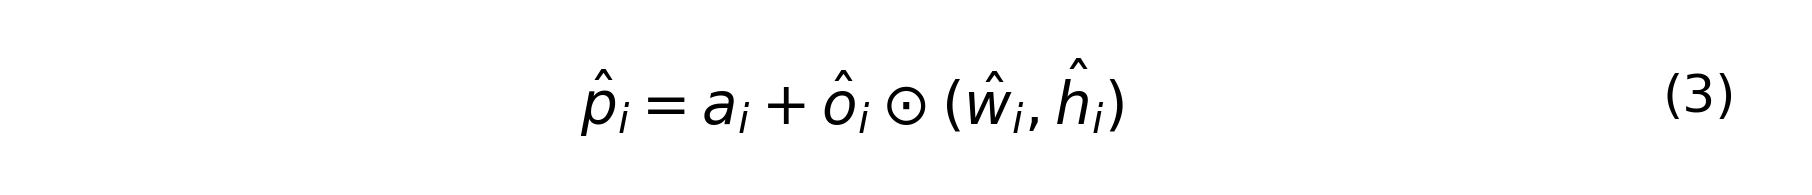 p̂ᵢ = aᵢ + ôᵢ ⊙ (ŵᵢ, ĥᵢ) (3)